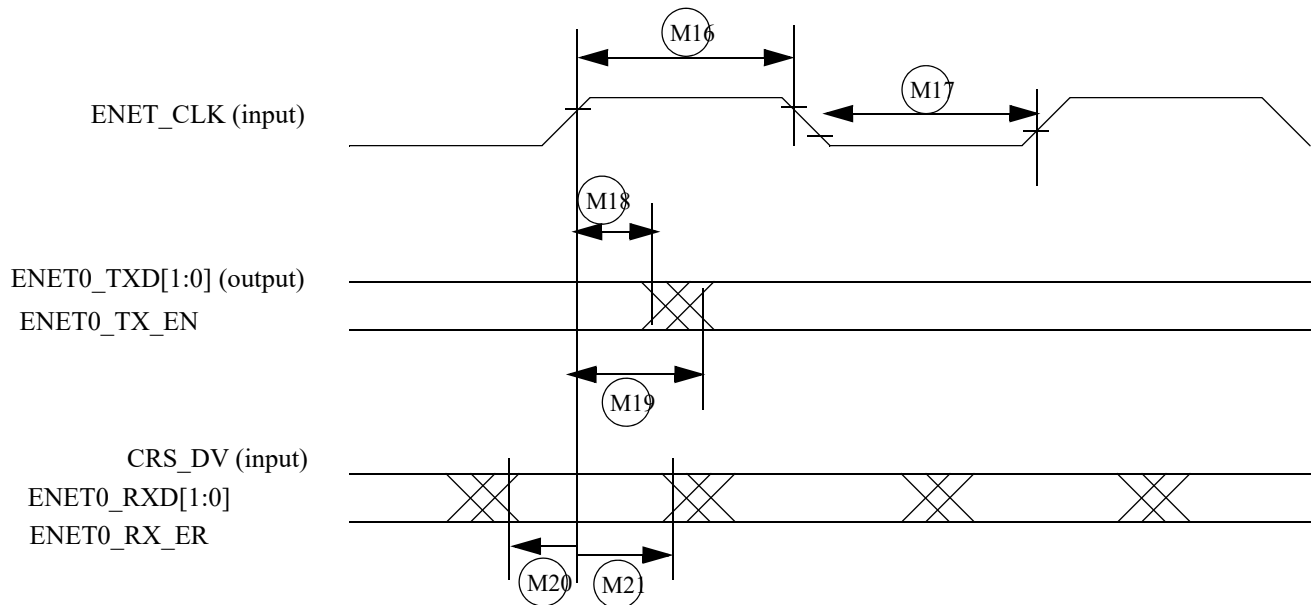 M16
M17
ENET_CLK (input)
M18
ENET0_TXD[1:0] (output)
ENET0_TX_EN
M19
CRS_DV (input)
ENET0_RXD[1:0]
ENET0_RX_ER
M20
M21